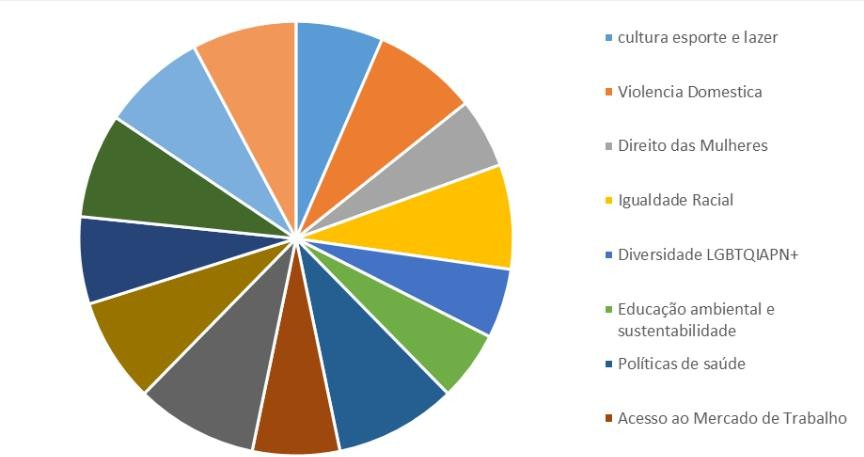 cultura esporte e lazer
Violencia Domestica
Direito das Mulheres
Igualdade Racial
Diversidade LGBTQIAPN+
Educação ambiental e
sustentabilidade
Políticas de saúde
Acesso ao Mercado de Trabalho